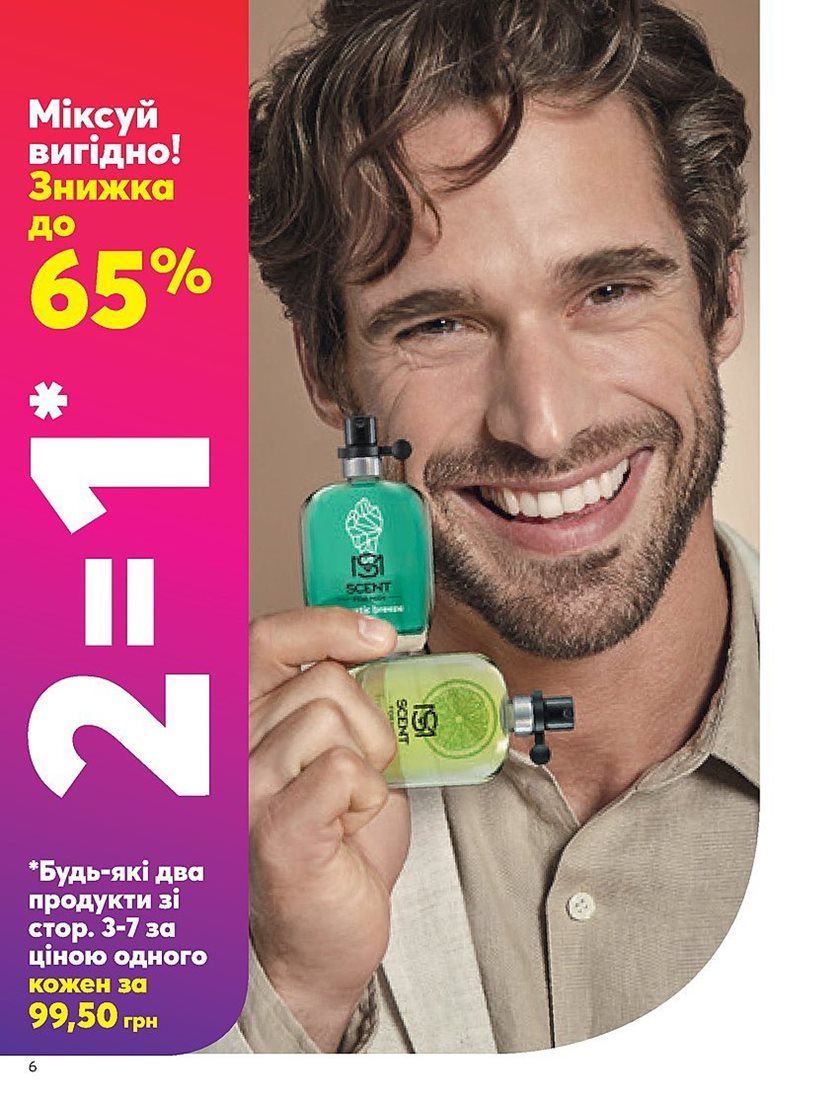 Міксуй
вигідно!
Знижка
до
65%
2=1*
*Будь-які два
продукти зі
стор. 3-7 за
ціною одного
кожен за
99,50 грн
SCENT
breeze
SCENT
6